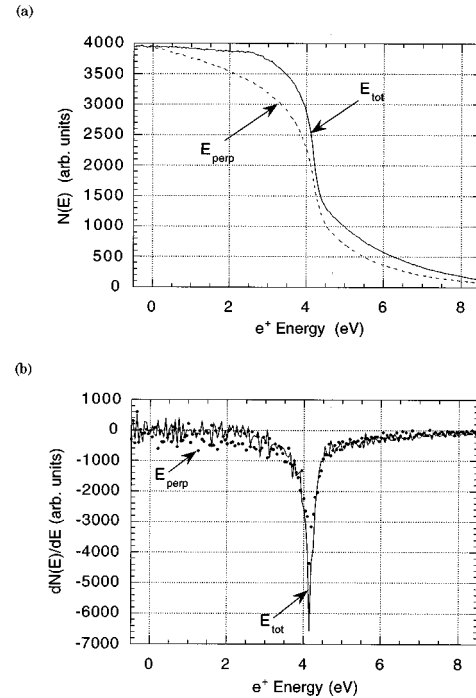 (a)
4000
3500
3000
2500
2000
1500
1000
500
0
N(E) (arb. units)
E_tot
E_perp
0 2 4 6 8
e⁺ Energy (eV)
(b)
1000
0
-1000
-2000
-3000
-4000
-5000
-6000
-7000
dN(E)/dE (arb. units)
E_perp
E_tot
0 2 4 6 8
e⁺ Energy (eV)